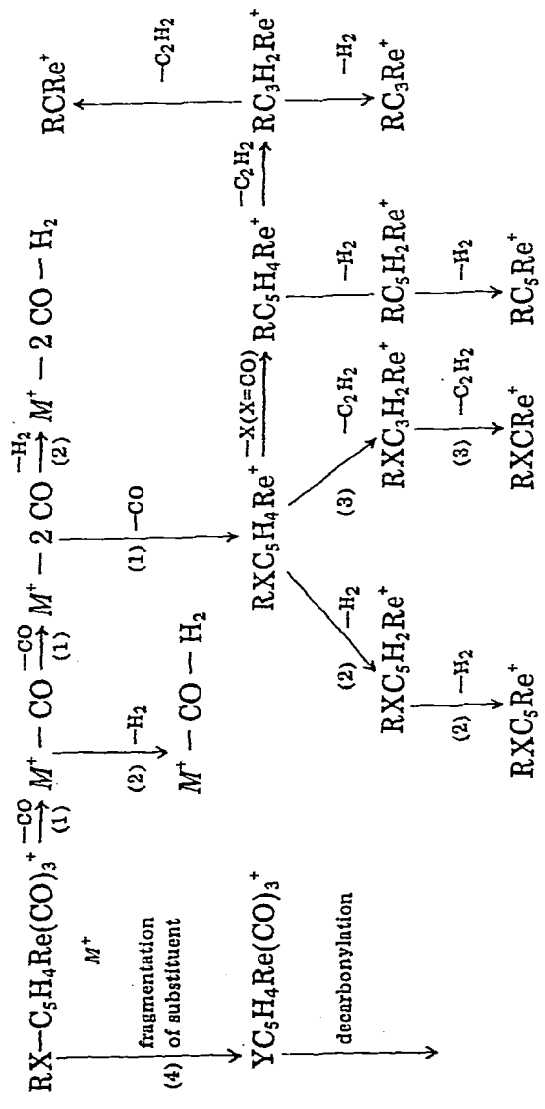 RX—C₅H₄Re(CO)₃⁺ —CO (1) M⁺ — CO —CO (1) M⁺ — 2 CO —H₂ (2) M⁺ — 2 CO — H₂
RCRe⁺
M⁺
fragmentation
(4) of substituent
(2) —H₂
(1) —CO
—C₂H₂
M⁺ — CO — H₂
YC₅H₄Re(CO)₃⁺
RXC₅H₄Re⁺ —X(X=CO) RC₅H₄Re⁺ —C₂H₂ RC₃H₂Re⁺
decarbonylation
(2) —H₂
(3) —C₂H₂
—H₂
—H₂
RXC₅H₂Re⁺
RXC₃H₂Re⁺
RC₅H₂Re⁺
RC₃Re⁺
(2) —H₂
(3) —C₂H₂
—H₂
RXC₅Re⁺
RXCRe⁺
RC₅Re⁺